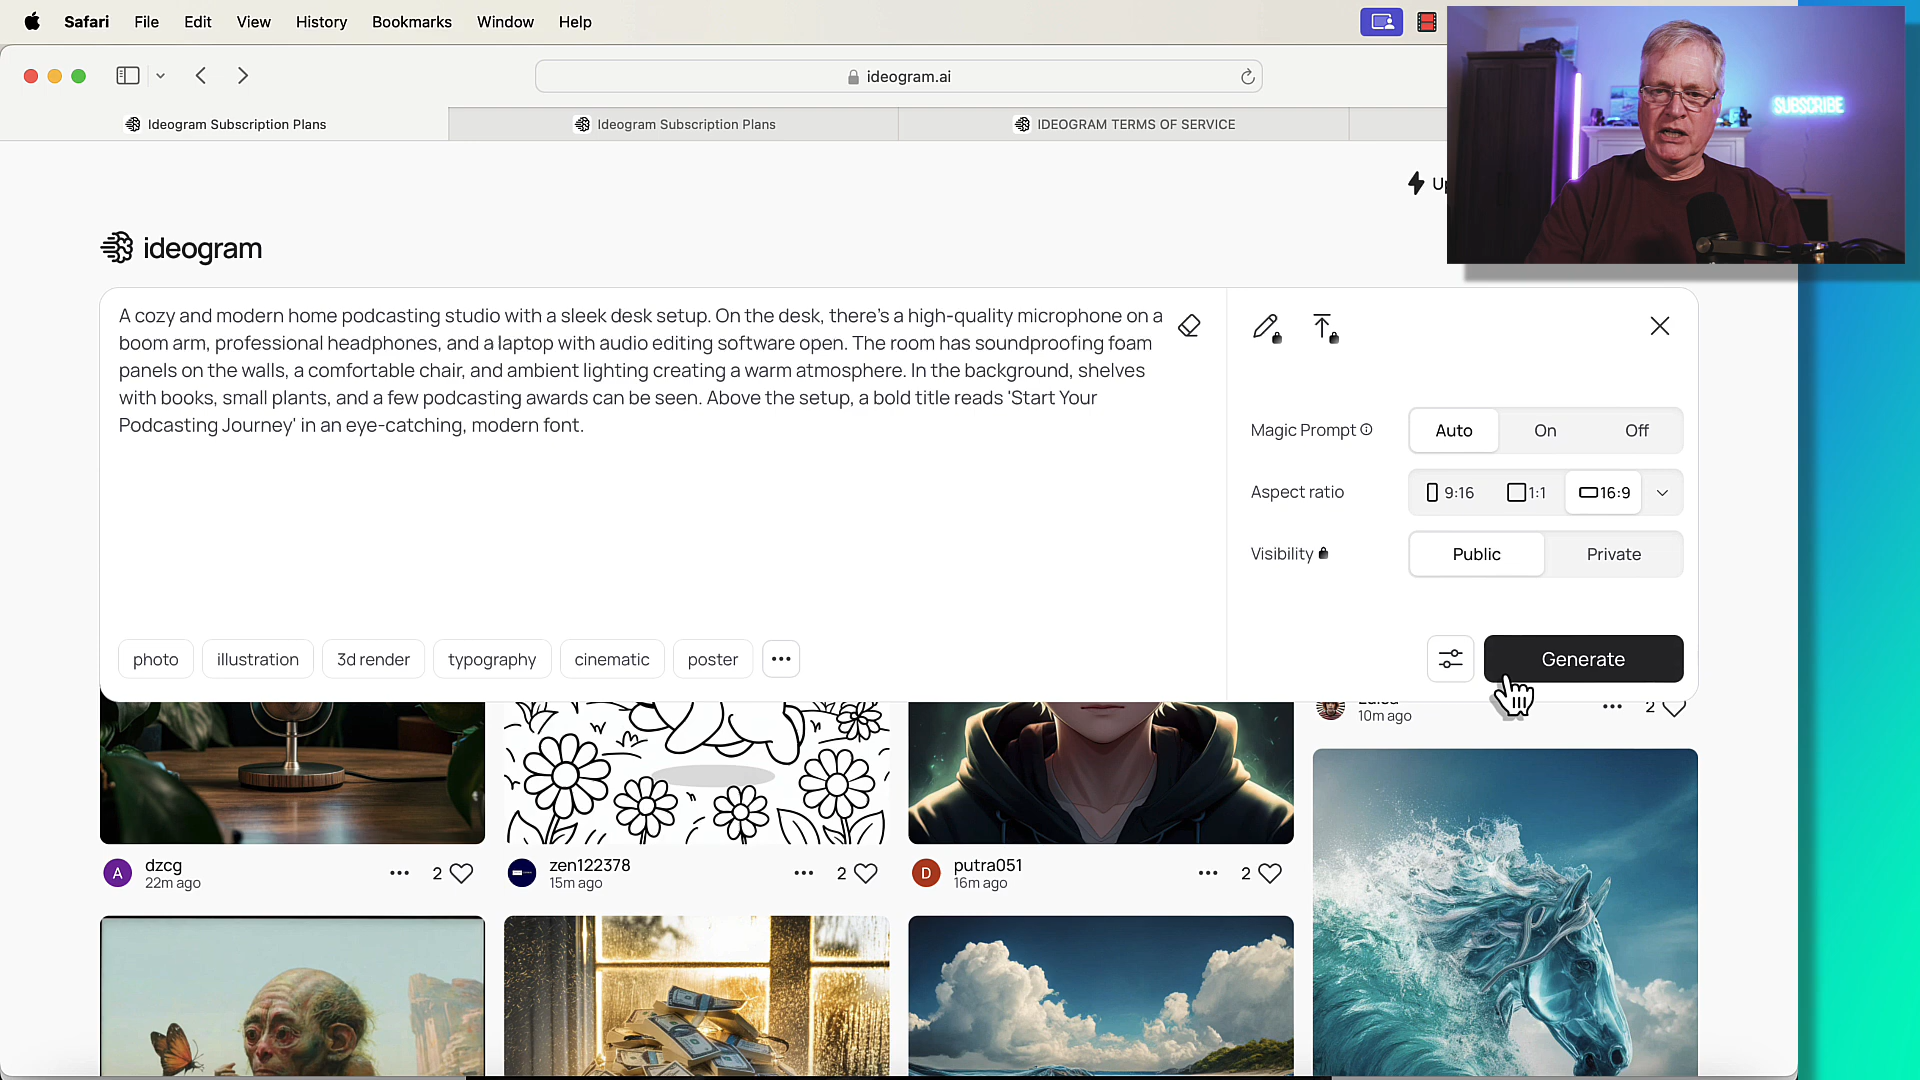 Safari File Edit View History Bookmarks Window Help
ideogram.ai
Ideogram Subscription Plans
Ideogram Subscription Plans
IDEOGRAM TERMS OF SERVICE
SUBSCRIBE
ideogram
A cozy and modern home podcasting studio with a sleek desk setup. On the desk, there's a high-quality microphone on a
boom arm, professional headphones, and a laptop with audio editing software open. The room has soundproofing foam
panels on the walls, a comfortable chair, and ambient lighting creating a warm atmosphere. In the background, shelves
with books, small plants, and a few podcasting awards can be seen. Above the setup, a bold title reads 'Start Your
Podcasting Journey' in an eye-catching, modern font.
Magic Prompt Auto On Off
Aspect ratio 9:16 1:1 16:9
Visibility Public Private
photo illustration 3d render typography cinematic poster
Generate
10m ago 2
A dzcg 2
22m ago
zen122378 2
15m ago
D putra051 2
16m ago